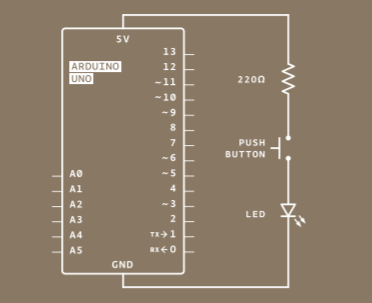 5V
ARDUINO
UNO
13
12
~11
~10
~9
8
7
~6
~5
4
~3
2
TX→1
RX←0
A0
A1
A2
A3
A4
A5
GND
220Ω
PUSH
BUTTON
LED